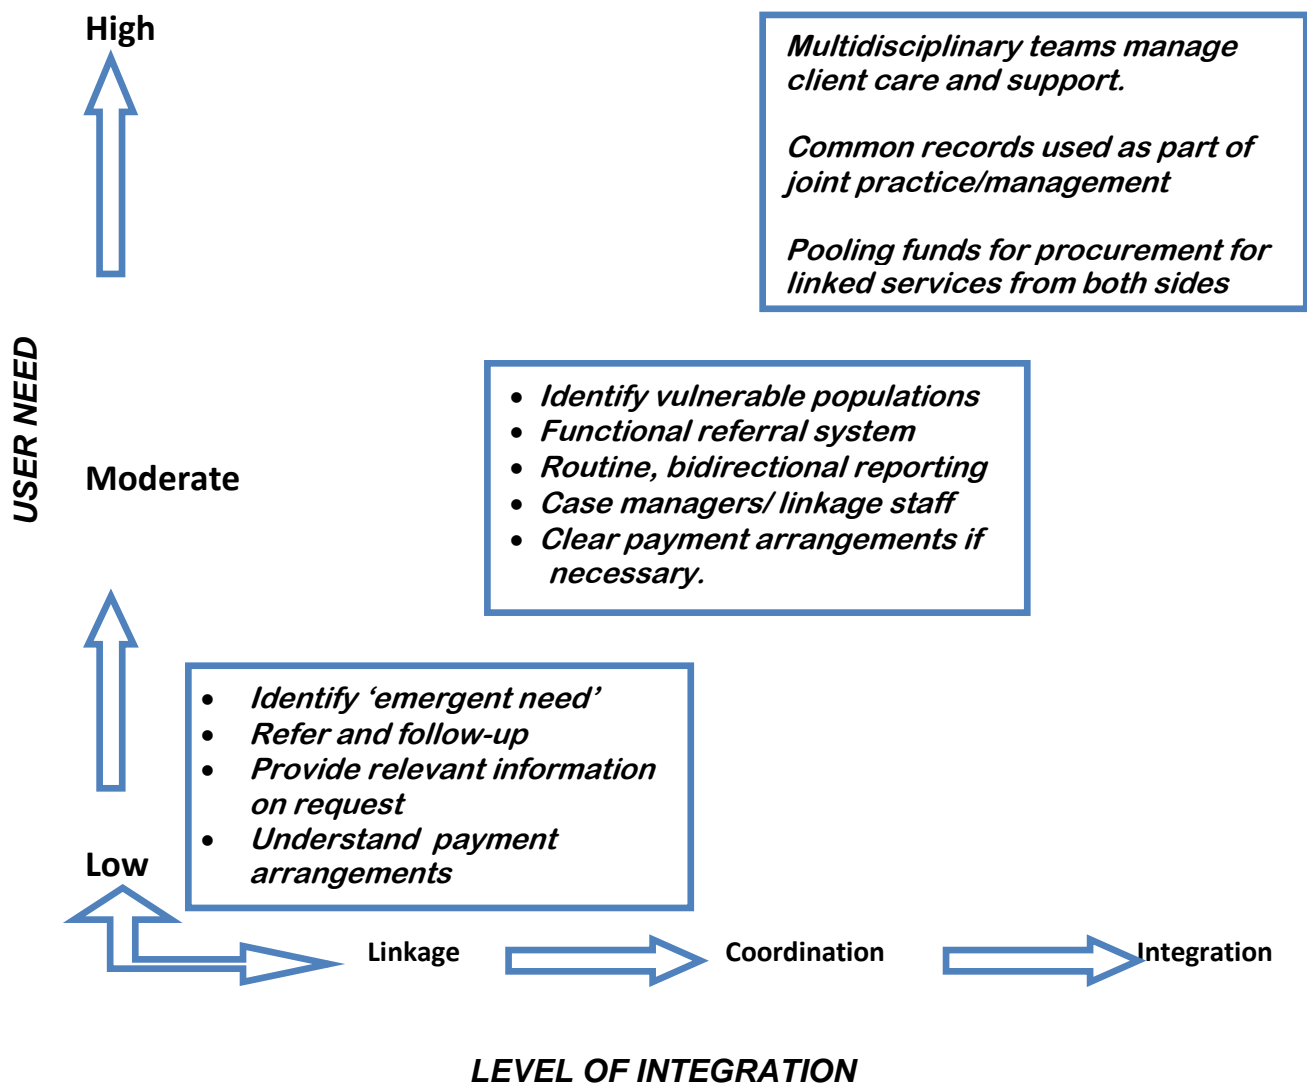 High
Multidisciplinary teams manage
client care and support.
Common records used as part of
joint practice/management
Pooling funds for procurement for
linked services from both sides
USER NEED
Moderate
• Identify vulnerable populations
• Functional referral system
• Routine, bidirectional reporting
• Case managers/ linkage staff
• Clear payment arrangements if
necessary.
• Identify ‘emergent need’
• Refer and follow-up
• Provide relevant information
on request
• Understand payment
arrangements
Low
Linkage
Coordination
Integration
LEVEL OF INTEGRATION